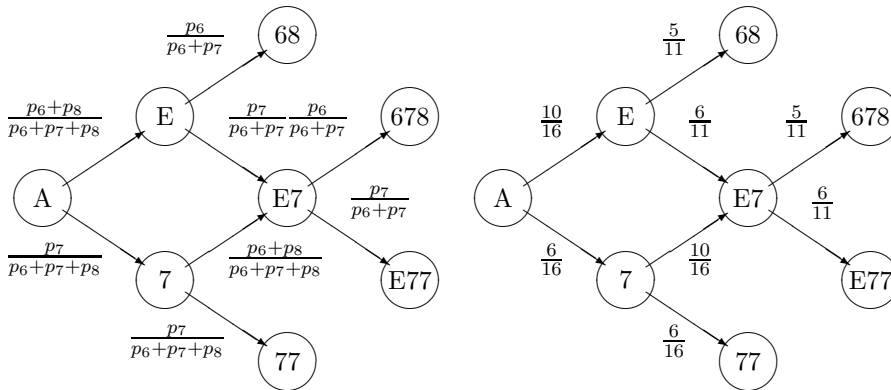 p₆/(p₆+p₇) 68 5/11 68
(p₆+p₈)/(p₆+p₇+p₈) E p₇/(p₆+p₇) p₆/(p₆+p₇) 678 10/16 E 6/11 5/11 678
A E7 p₇/(p₆+p₇) A E7 6/11
p₇/(p₆+p₇+p₈) 7 (p₆+p₈)/(p₆+p₇+p₈) E77 6/16 7 10/16 E77
p₇/(p₆+p₇+p₈) 77 6/16 77